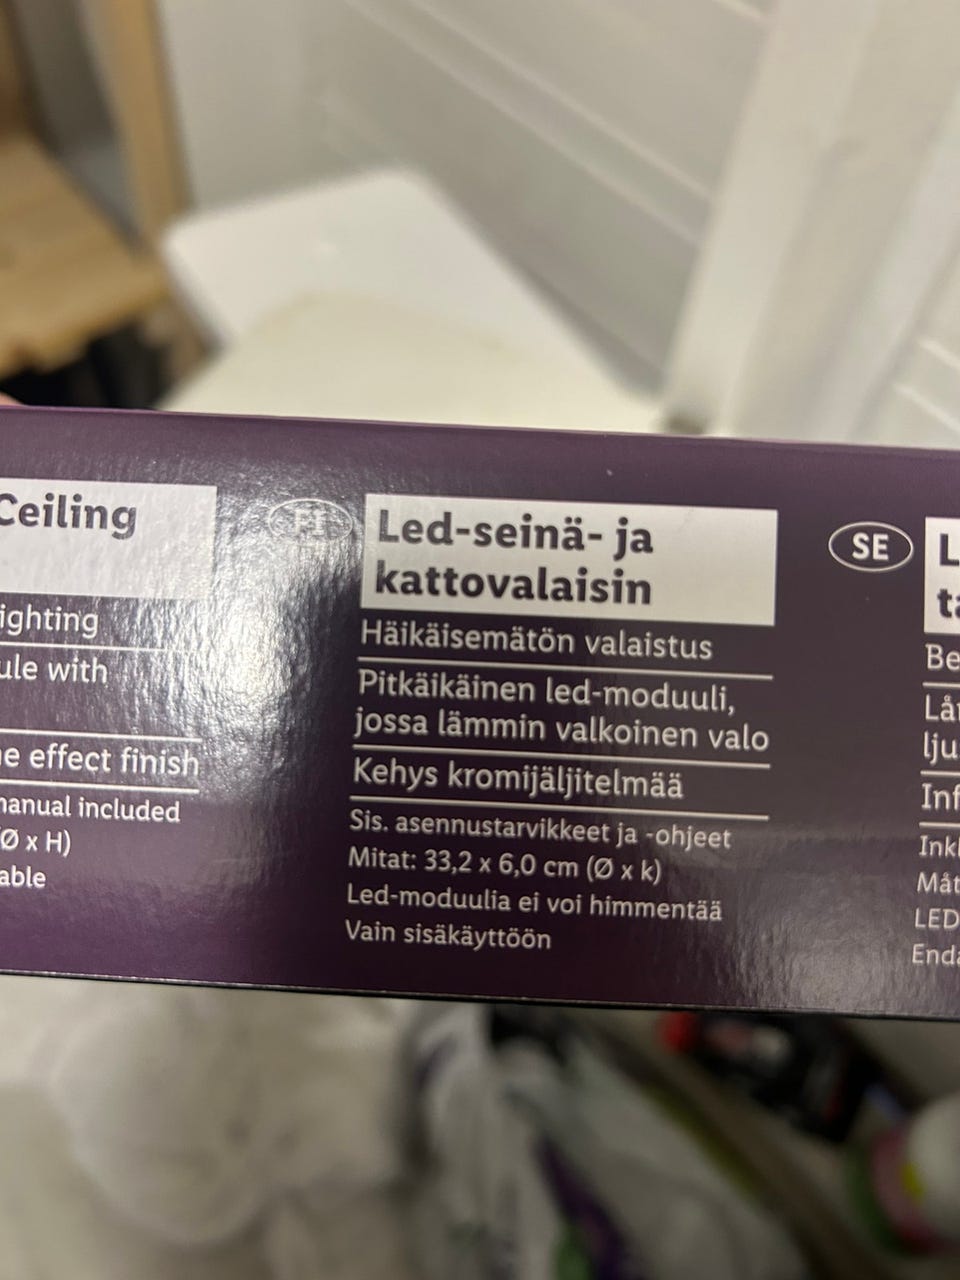 Ceiling
ighting
ule with
e effect finish
manual included
Ø x H)
able
FI
Led-seinä- ja
kattovalaisin
Häikäisemätön valaistus
Pitkäikäinen led-moduuli,
jossa lämmin valkoinen valo
Kehys kromijäljitelmää
Sis. asennustarvikkeet ja -ohjeet
Mitat: 33,2 x 6,0 cm (Ø x k)
Led-moduulia ei voi himmentää
Vain sisäkäyttöön
SE
L
ta
Be
Lå
lju
Inf
Ink
Måt
LED
Enda